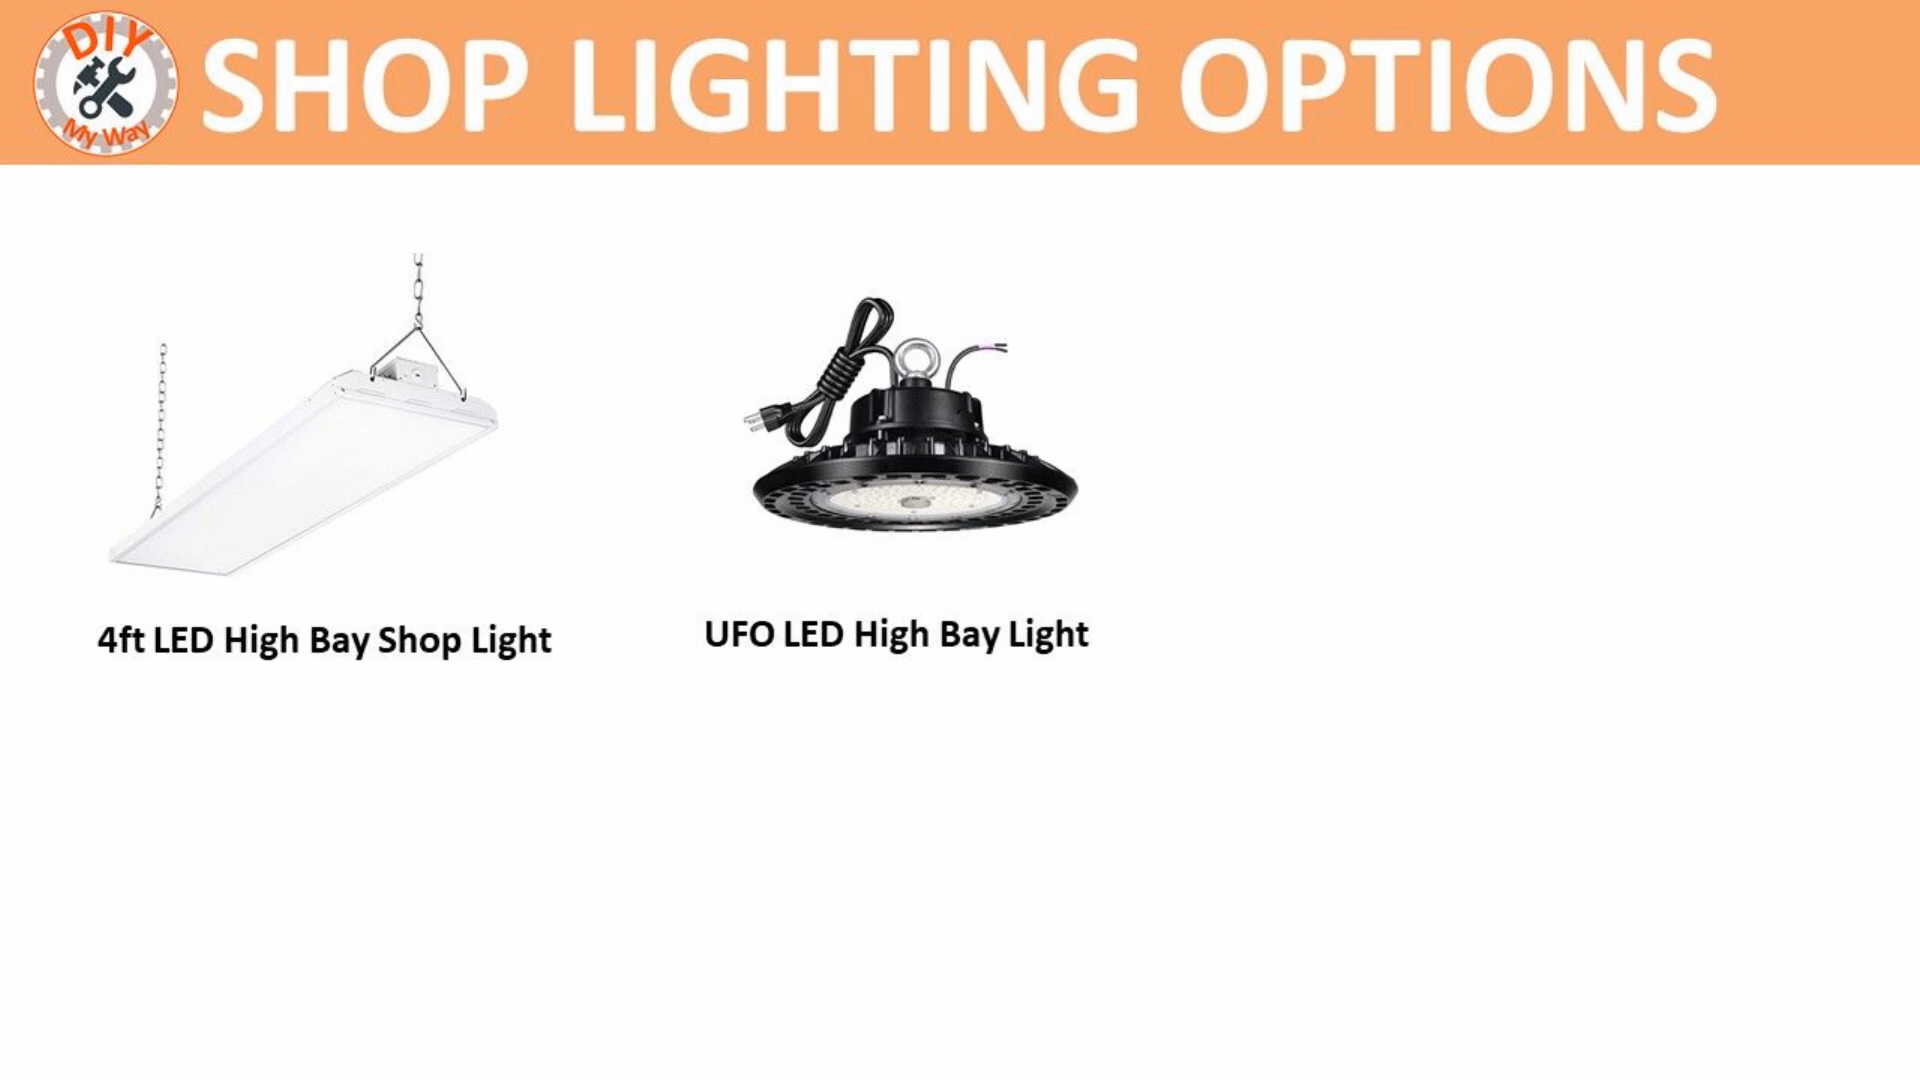 DIY
My Way
SHOP LIGHTING OPTIONS
4ft LED High Bay Shop Light
UFO LED High Bay Light